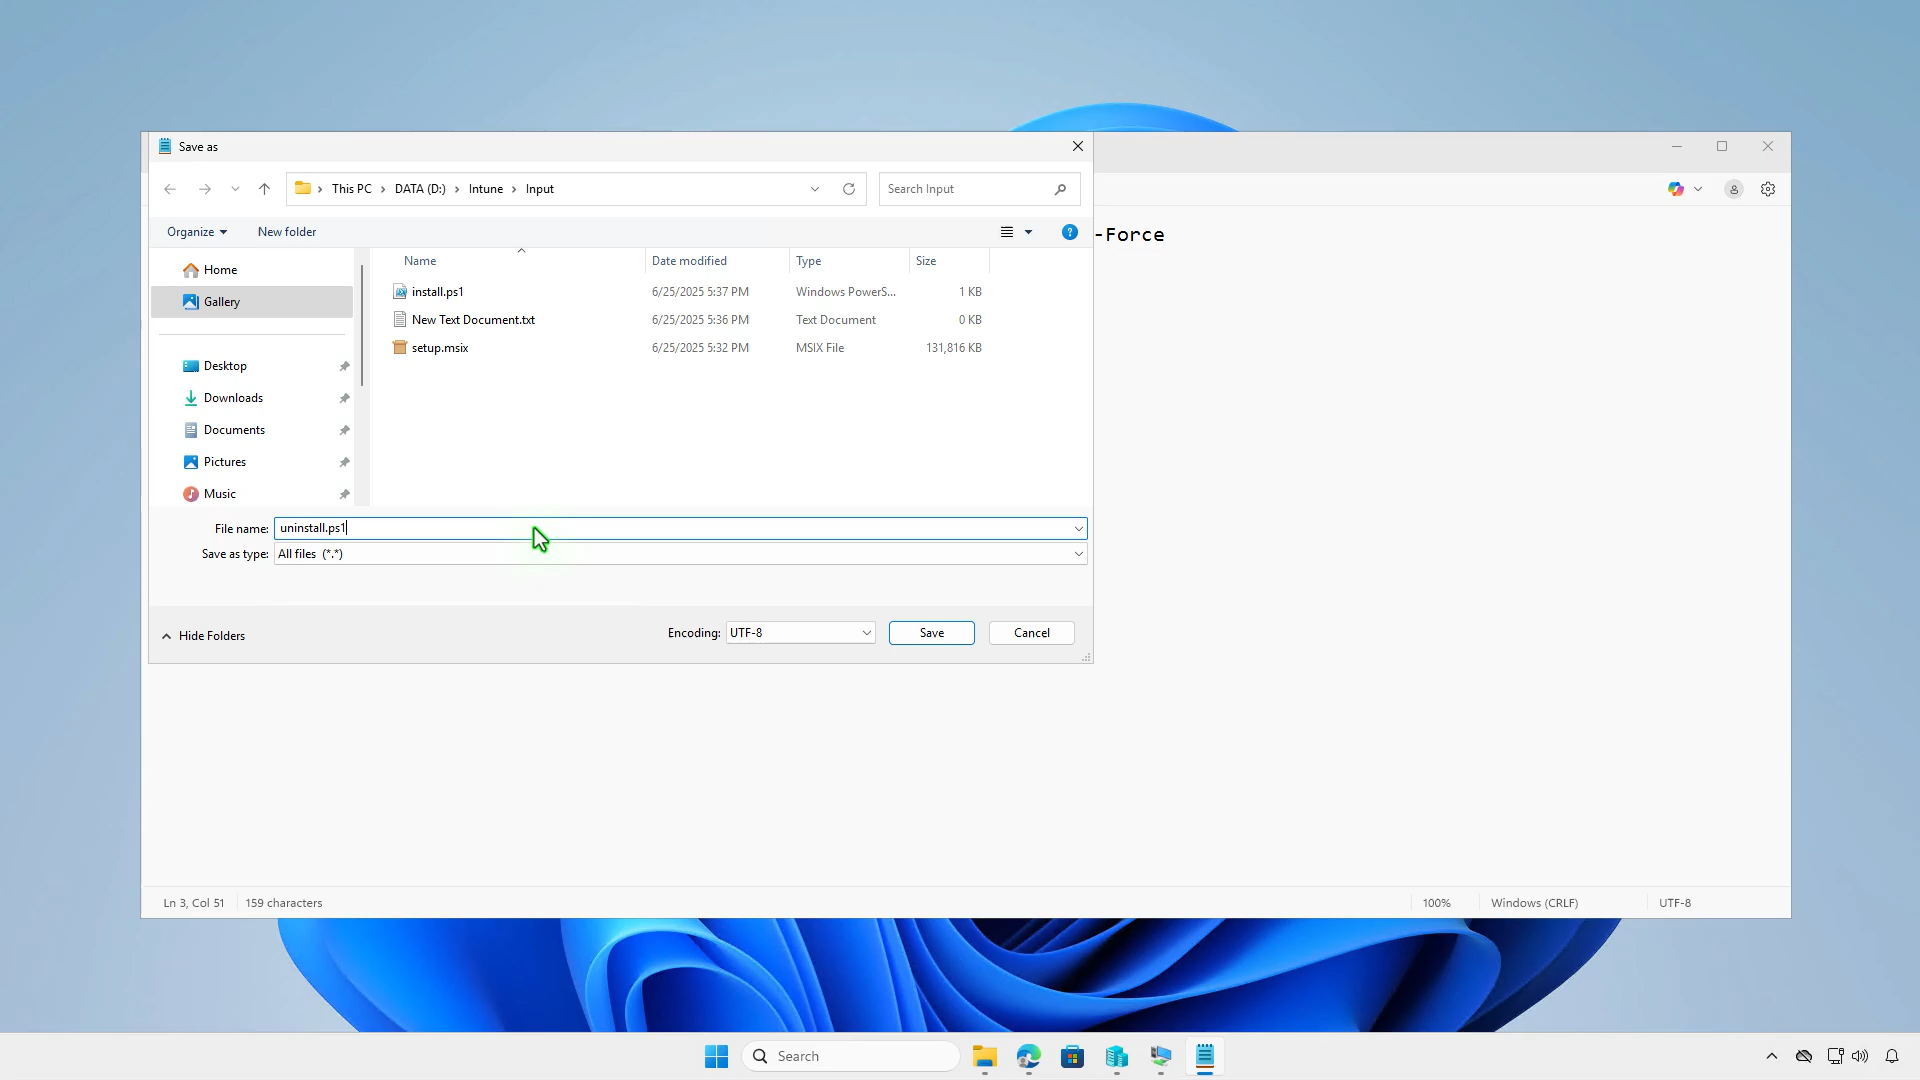 Save as
This PC > DATA (D:) > Intune > Input
Search Input
Organize
New folder
-Force
Name
Date modified
Type
Size
Home
Gallery
install.ps1 6/25/2025 5:37 PM Windows PowerS... 1 KB
New Text Document.txt 6/25/2025 5:36 PM Text Document 0 KB
setup.msix 6/25/2025 5:32 PM MSIX File 131,816 KB
Desktop
Downloads
Documents
Pictures
Music
File name: uninstall.ps1
Save as type: All files (*.*)
Hide Folders
Encoding: UTF-8
Save
Cancel
Ln 3, Col 51
159 characters
100%
Windows (CRLF)
UTF-8
Search